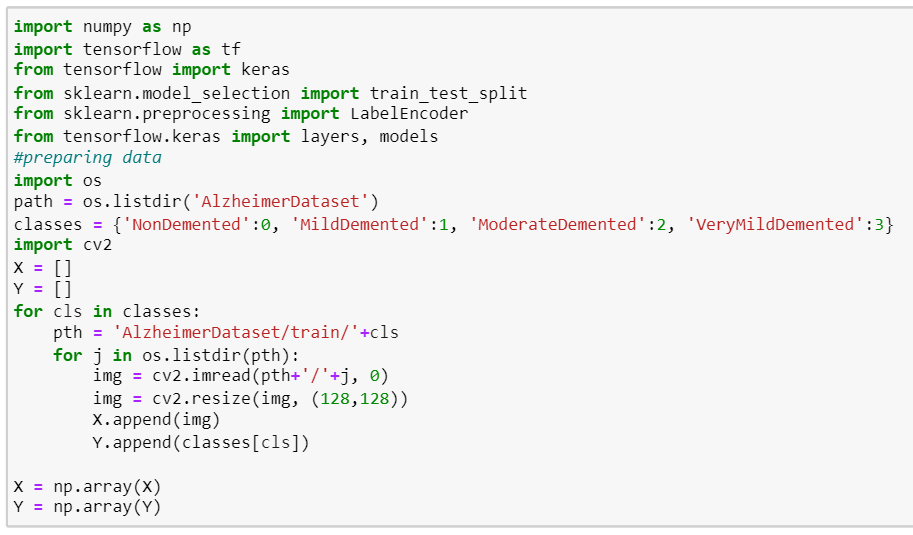 import numpy as np
import tensorflow as tf
from tensorflow import keras
from sklearn.model_selection import train_test_split
from sklearn.preprocessing import LabelEncoder
from tensorflow.keras import layers, models
#preparing data
import os
path = os.listdir('AlzheimerDataset')
classes = {'NonDemented':0, 'MildDemented':1, 'ModerateDemented':2, 'VeryMildDemented':3}
import cv2
X = []
Y = []
for cls in classes:
    pth = 'AlzheimerDataset/train/'+cls
    for j in os.listdir(pth):
        img = cv2.imread(pth+'/'+j, 0)
        img = cv2.resize(img, (128,128))
        X.append(img)
        Y.append(classes[cls])

X = np.array(X)
Y = np.array(Y)